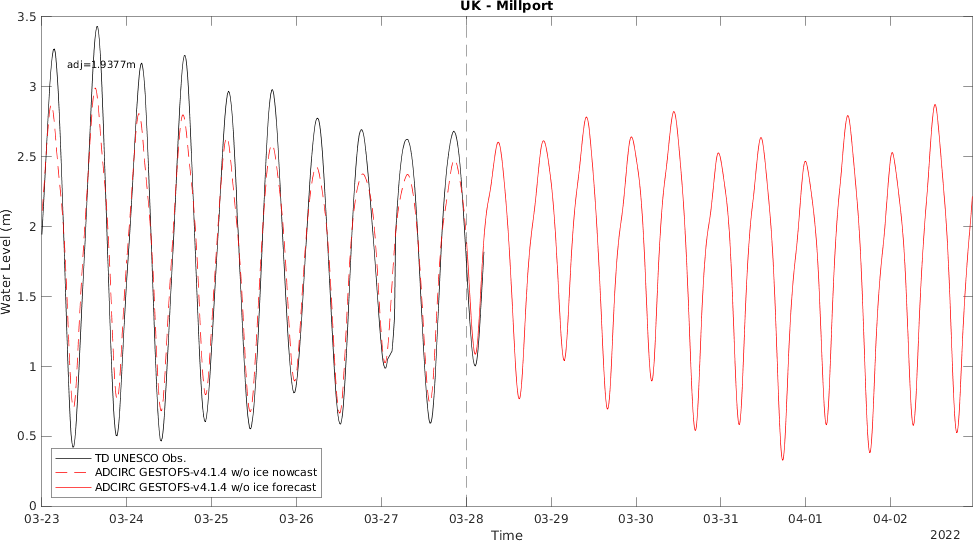 UK - Millport
3.5
3
2.5
2
1.5
1
0.5
0
Water Level (m)
adj=1.9377m
TD UNESCO Obs.
ADCIRC GESTOFS-v4.1.4 w/o ice nowcast
ADCIRC GESTOFS-v4.1.4 w/o ice forecast
03-23 03-24 03-25 03-26 03-27 03-28 03-29 03-30 03-31 04-01 04-02
Time
2022